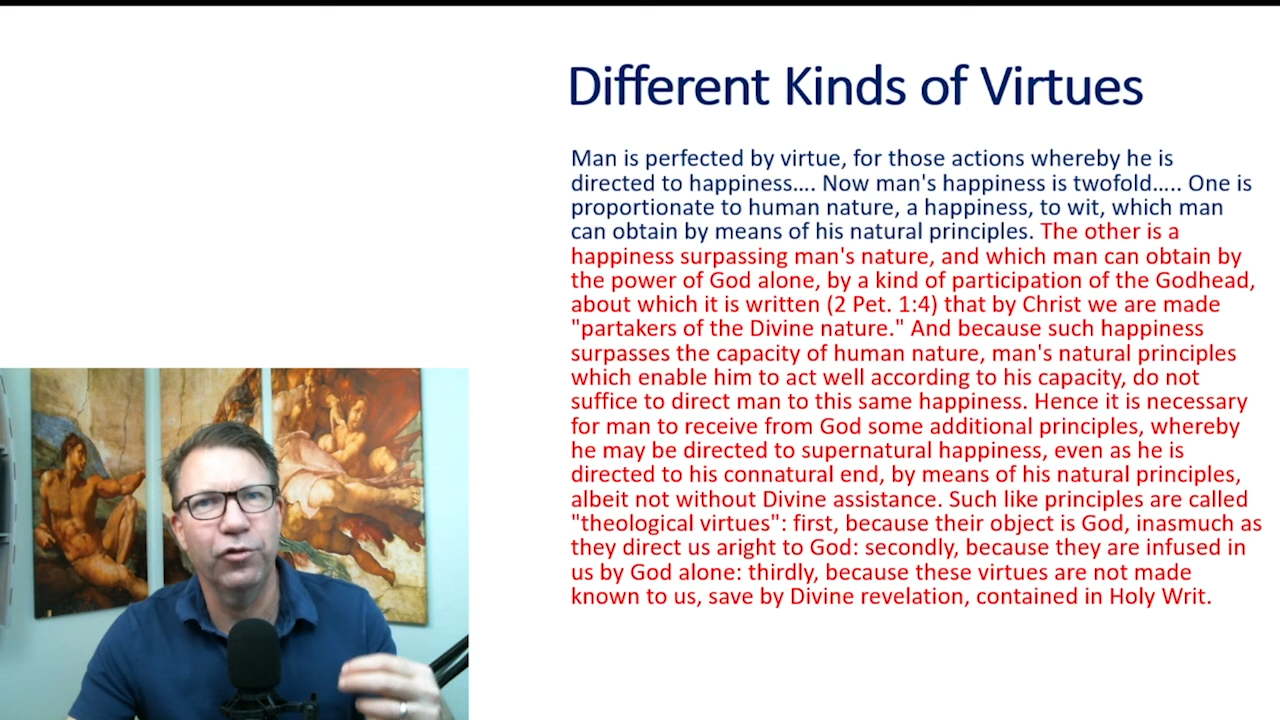 Different Kinds of Virtues
Man is perfected by virtue, for those actions whereby he is
directed to happiness.... Now man's happiness is twofold..... One is
proportionate to human nature, a happiness, to wit, which man
can obtain by means of his natural principles. The other is a
happiness surpassing man's nature, and which man can obtain by
the power of God alone, by a kind of participation of the Godhead,
about which it is written (2 Pet. 1:4) that by Christ we are made
"partakers of the Divine nature." And because such happiness
surpasses the capacity of human nature, man's natural principles
which enable him to act well according to his capacity, do not
suffice to direct man to this same happiness. Hence it is necessary
for man to receive from God some additional principles, whereby
he may be directed to supernatural happiness, even as he is
directed to his connatural end, by means of his natural principles,
albeit not without Divine assistance. Such like principles are called
"theological virtues": first, because their object is God, inasmuch as
they direct us aright to God: secondly, because they are infused in
us by God alone: thirdly, because these virtues are not made
known to us, save by Divine revelation, contained in Holy Writ.